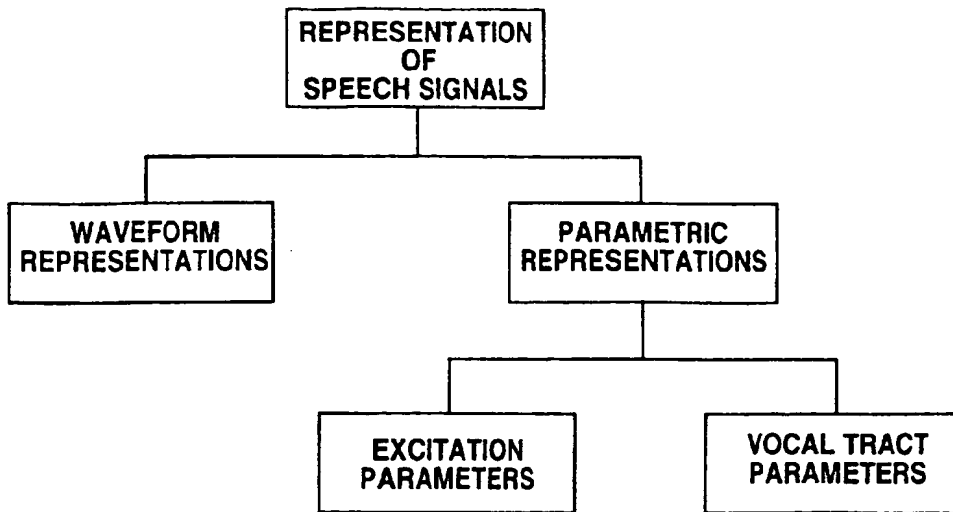 REPRESENTATION
OF
SPEECH SIGNALS
WAVEFORM
REPRESENTATIONS
PARAMETRIC
REPRESENTATIONS
EXCITATION
PARAMETERS
VOCAL TRACT
PARAMETERS